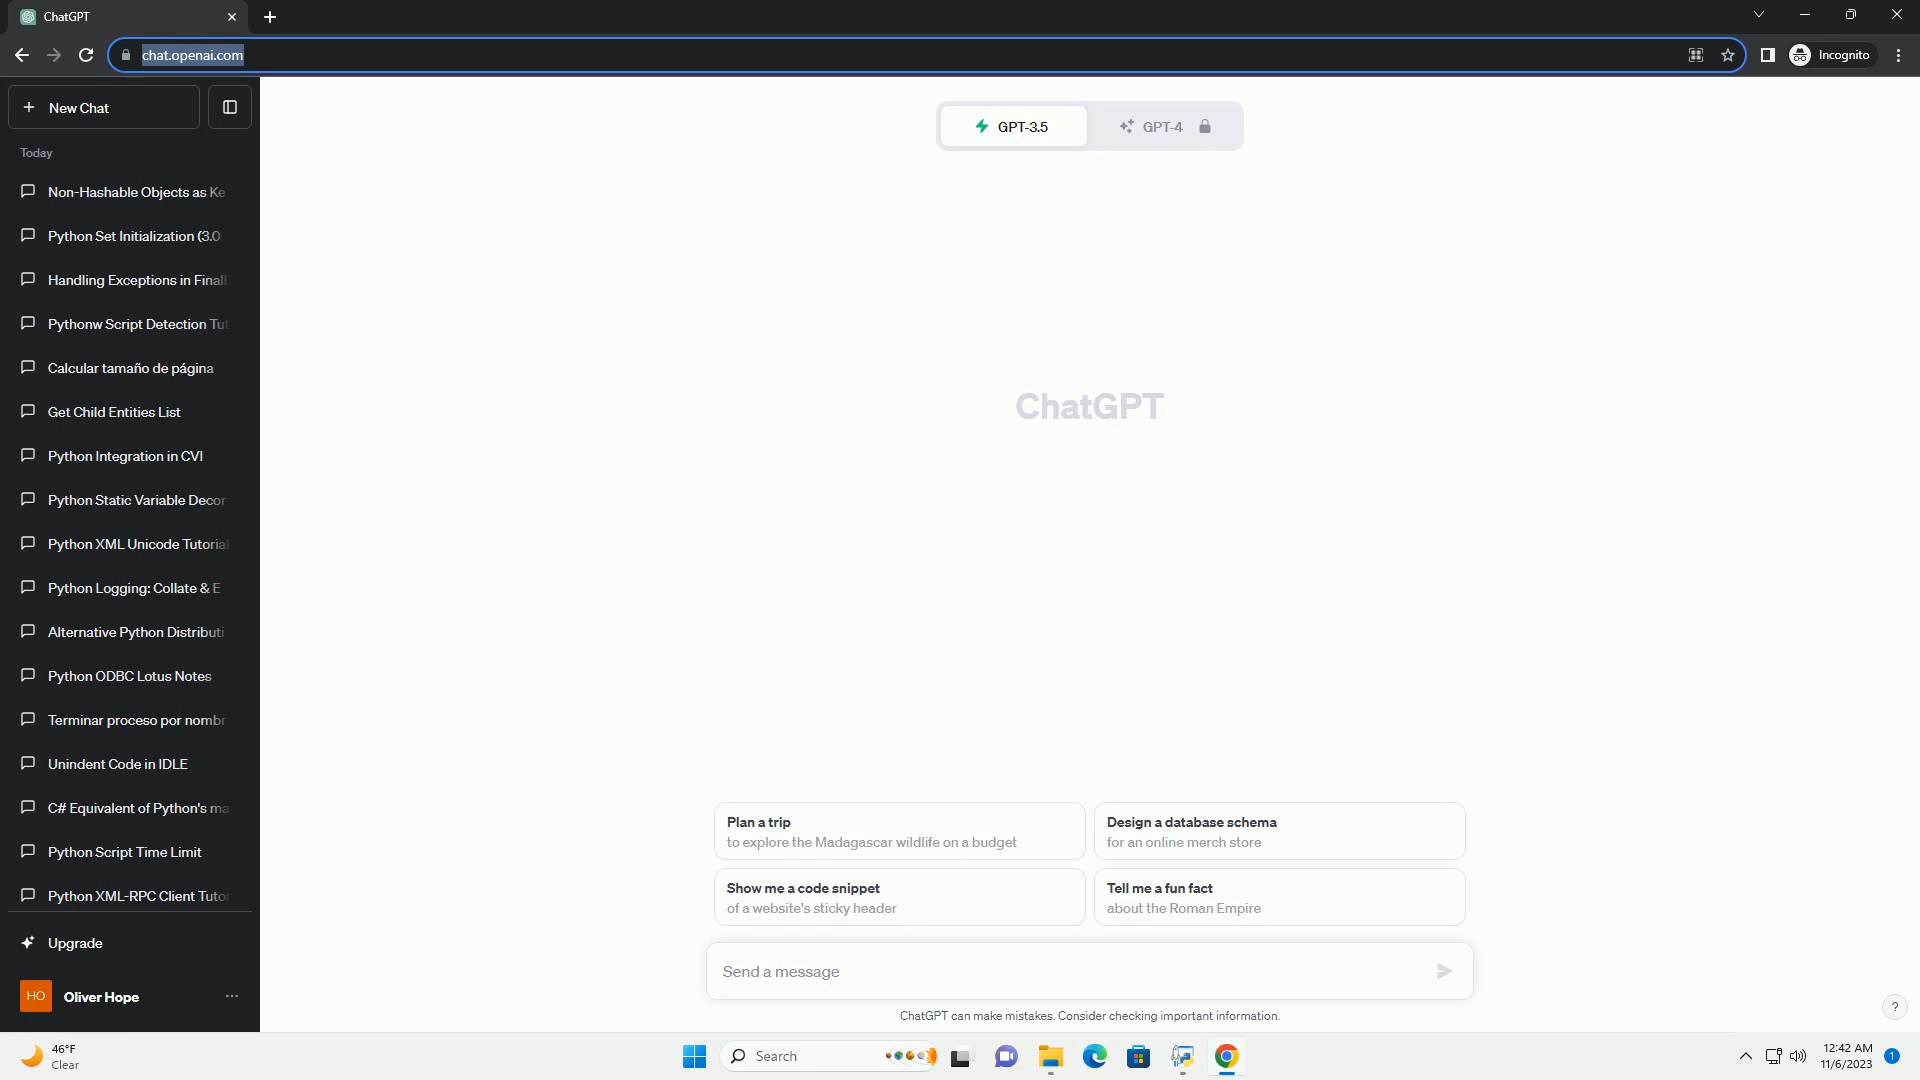 ChatGPT
chat.openai.com
Incognito
New Chat
Today
Non-Hashable Objects as Ke
Python Set Initialization (3.0
Handling Exceptions in Finall
Pythonw Script Detection Tut
Calcular tamaño de página
Get Child Entities List
Python Integration in CVI
Python Static Variable Decor
Python XML Unicode Tutorial
Python Logging: Collate & E
Alternative Python Distributi
Python ODBC Lotus Notes
Terminar proceso por nombr
Unindent Code in IDLE
C# Equivalent of Python's ma
Python Script Time Limit
Python XML-RPC Client Tutor
Upgrade
HO Oliver Hope
GPT-3.5
GPT-4
ChatGPT
Plan a trip
to explore the Madagascar wildlife on a budget
Design a database schema
for an online merch store
Show me a code snippet
of a website's sticky header
Tell me a fun fact
about the Roman Empire
Send a message
ChatGPT can make mistakes. Consider checking important information.
?
46°F
Clear
Search
12:42 AM
11/6/2023
1